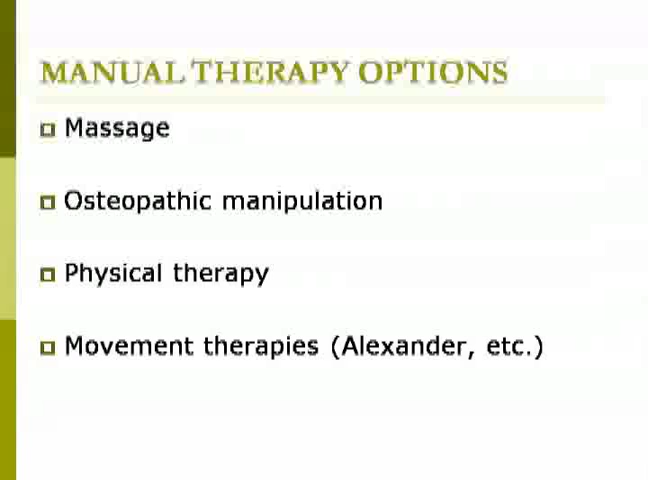 MANUAL THERAPY OPTIONS
Massage
Osteopathic manipulation
Physical therapy
Movement therapies (Alexander, etc.)